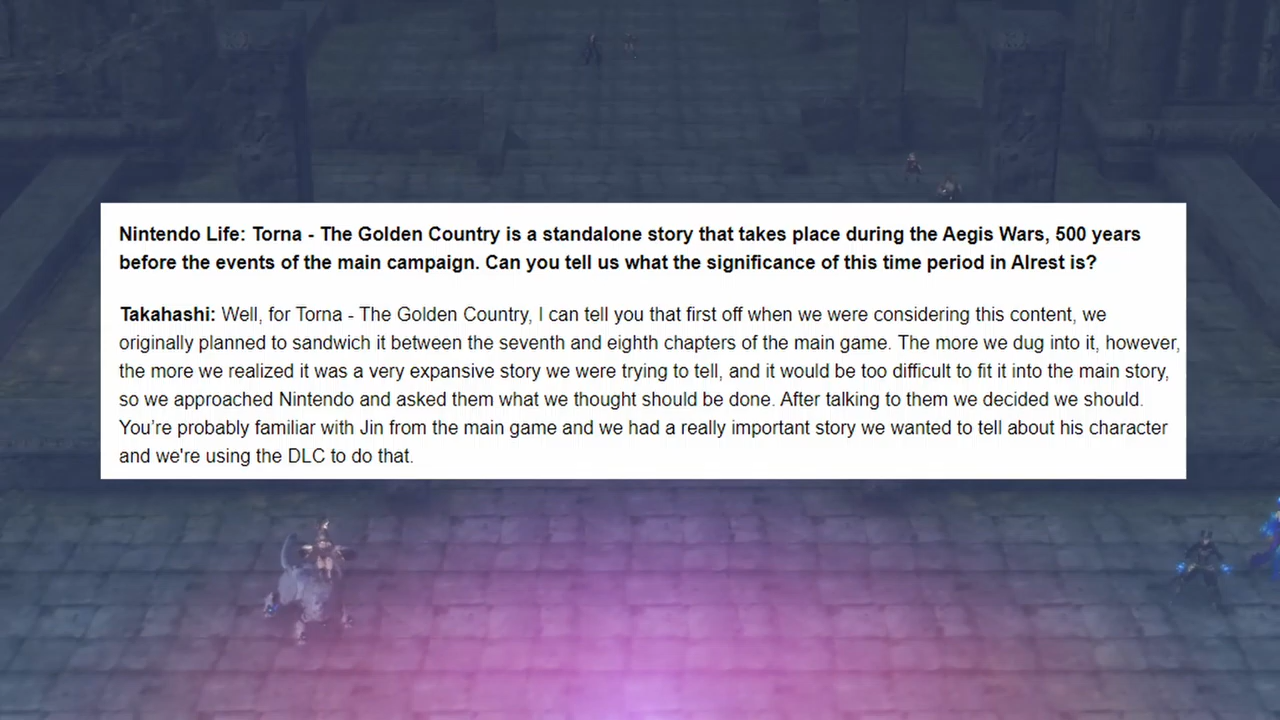 Nintendo Life: Torna - The Golden Country is a standalone story that takes place during the Aegis Wars, 500 years
before the events of the main campaign. Can you tell us what the significance of this time period in Alrest is?
Takahashi: Well, for Torna - The Golden Country, I can tell you that first off when we were considering this content, we
originally planned to sandwich it between the seventh and eighth chapters of the main game. The more we dug into it, however,
the more we realized it was a very expansive story we were trying to tell, and it would be too difficult to fit it into the main story,
so we approached Nintendo and asked them what we thought should be done. After talking to them we decided we should.
You’re probably familiar with Jin from the main game and we had a really important story we wanted to tell about his character
and we're using the DLC to do that.